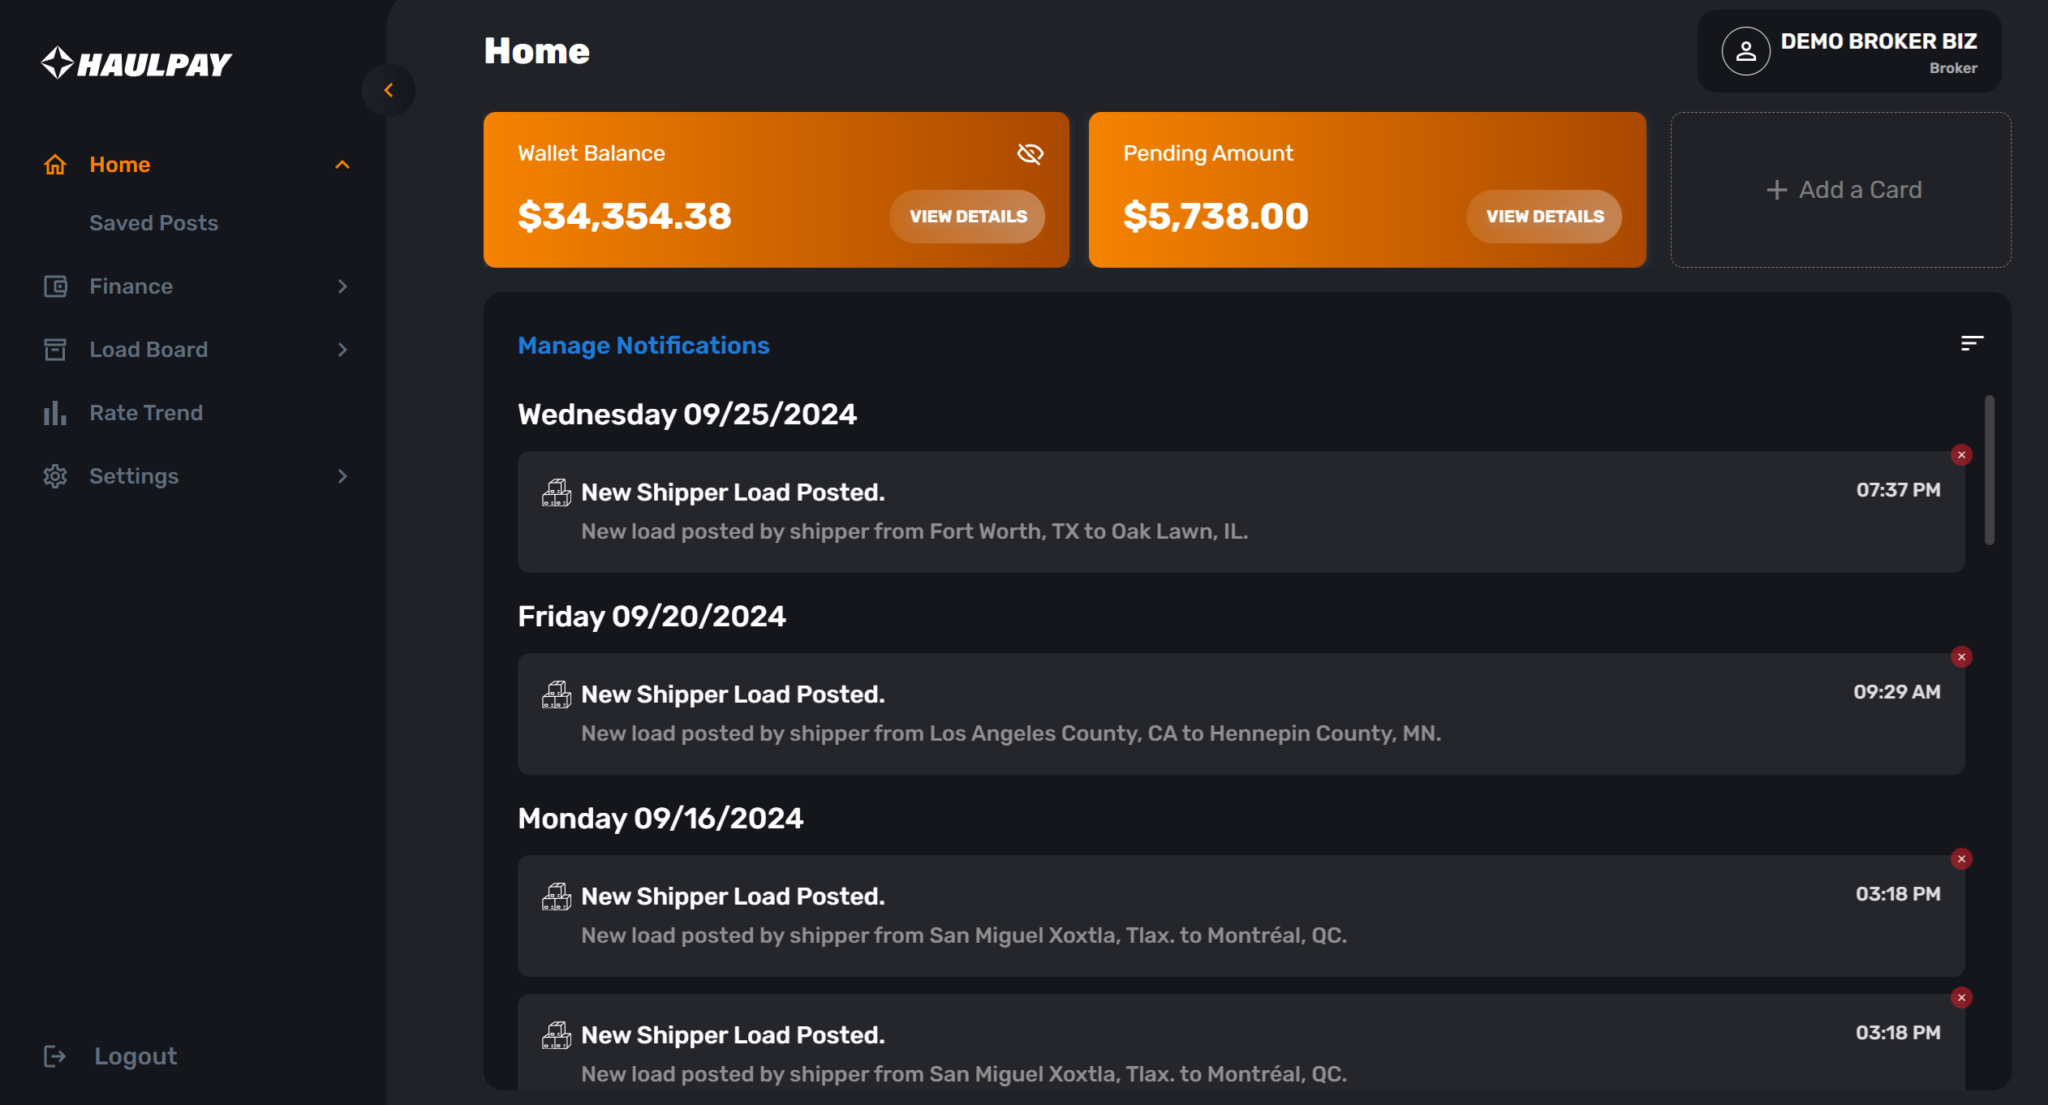 HAULPAY
Home
Saved Posts
Finance
Load Board
Rate Trend
Settings
Logout
Home
DEMO BROKER BIZ
Broker
Wallet Balance
$34,354.38
VIEW DETAILS
Pending Amount
$5,738.00
VIEW DETAILS
+ Add a Card
Manage Notifications
Wednesday 09/25/2024
New Shipper Load Posted.
07:37 PM
New load posted by shipper from Fort Worth, TX to Oak Lawn, IL.
Friday 09/20/2024
New Shipper Load Posted.
09:29 AM
New load posted by shipper from Los Angeles County, CA to Hennepin County, MN.
Monday 09/16/2024
New Shipper Load Posted.
03:18 PM
New load posted by shipper from San Miguel Xoxtla, Tlax. to Montréal, QC.
New Shipper Load Posted.
03:18 PM
New load posted by shipper from San Miguel Xoxtla, Tlax. to Montréal, QC.